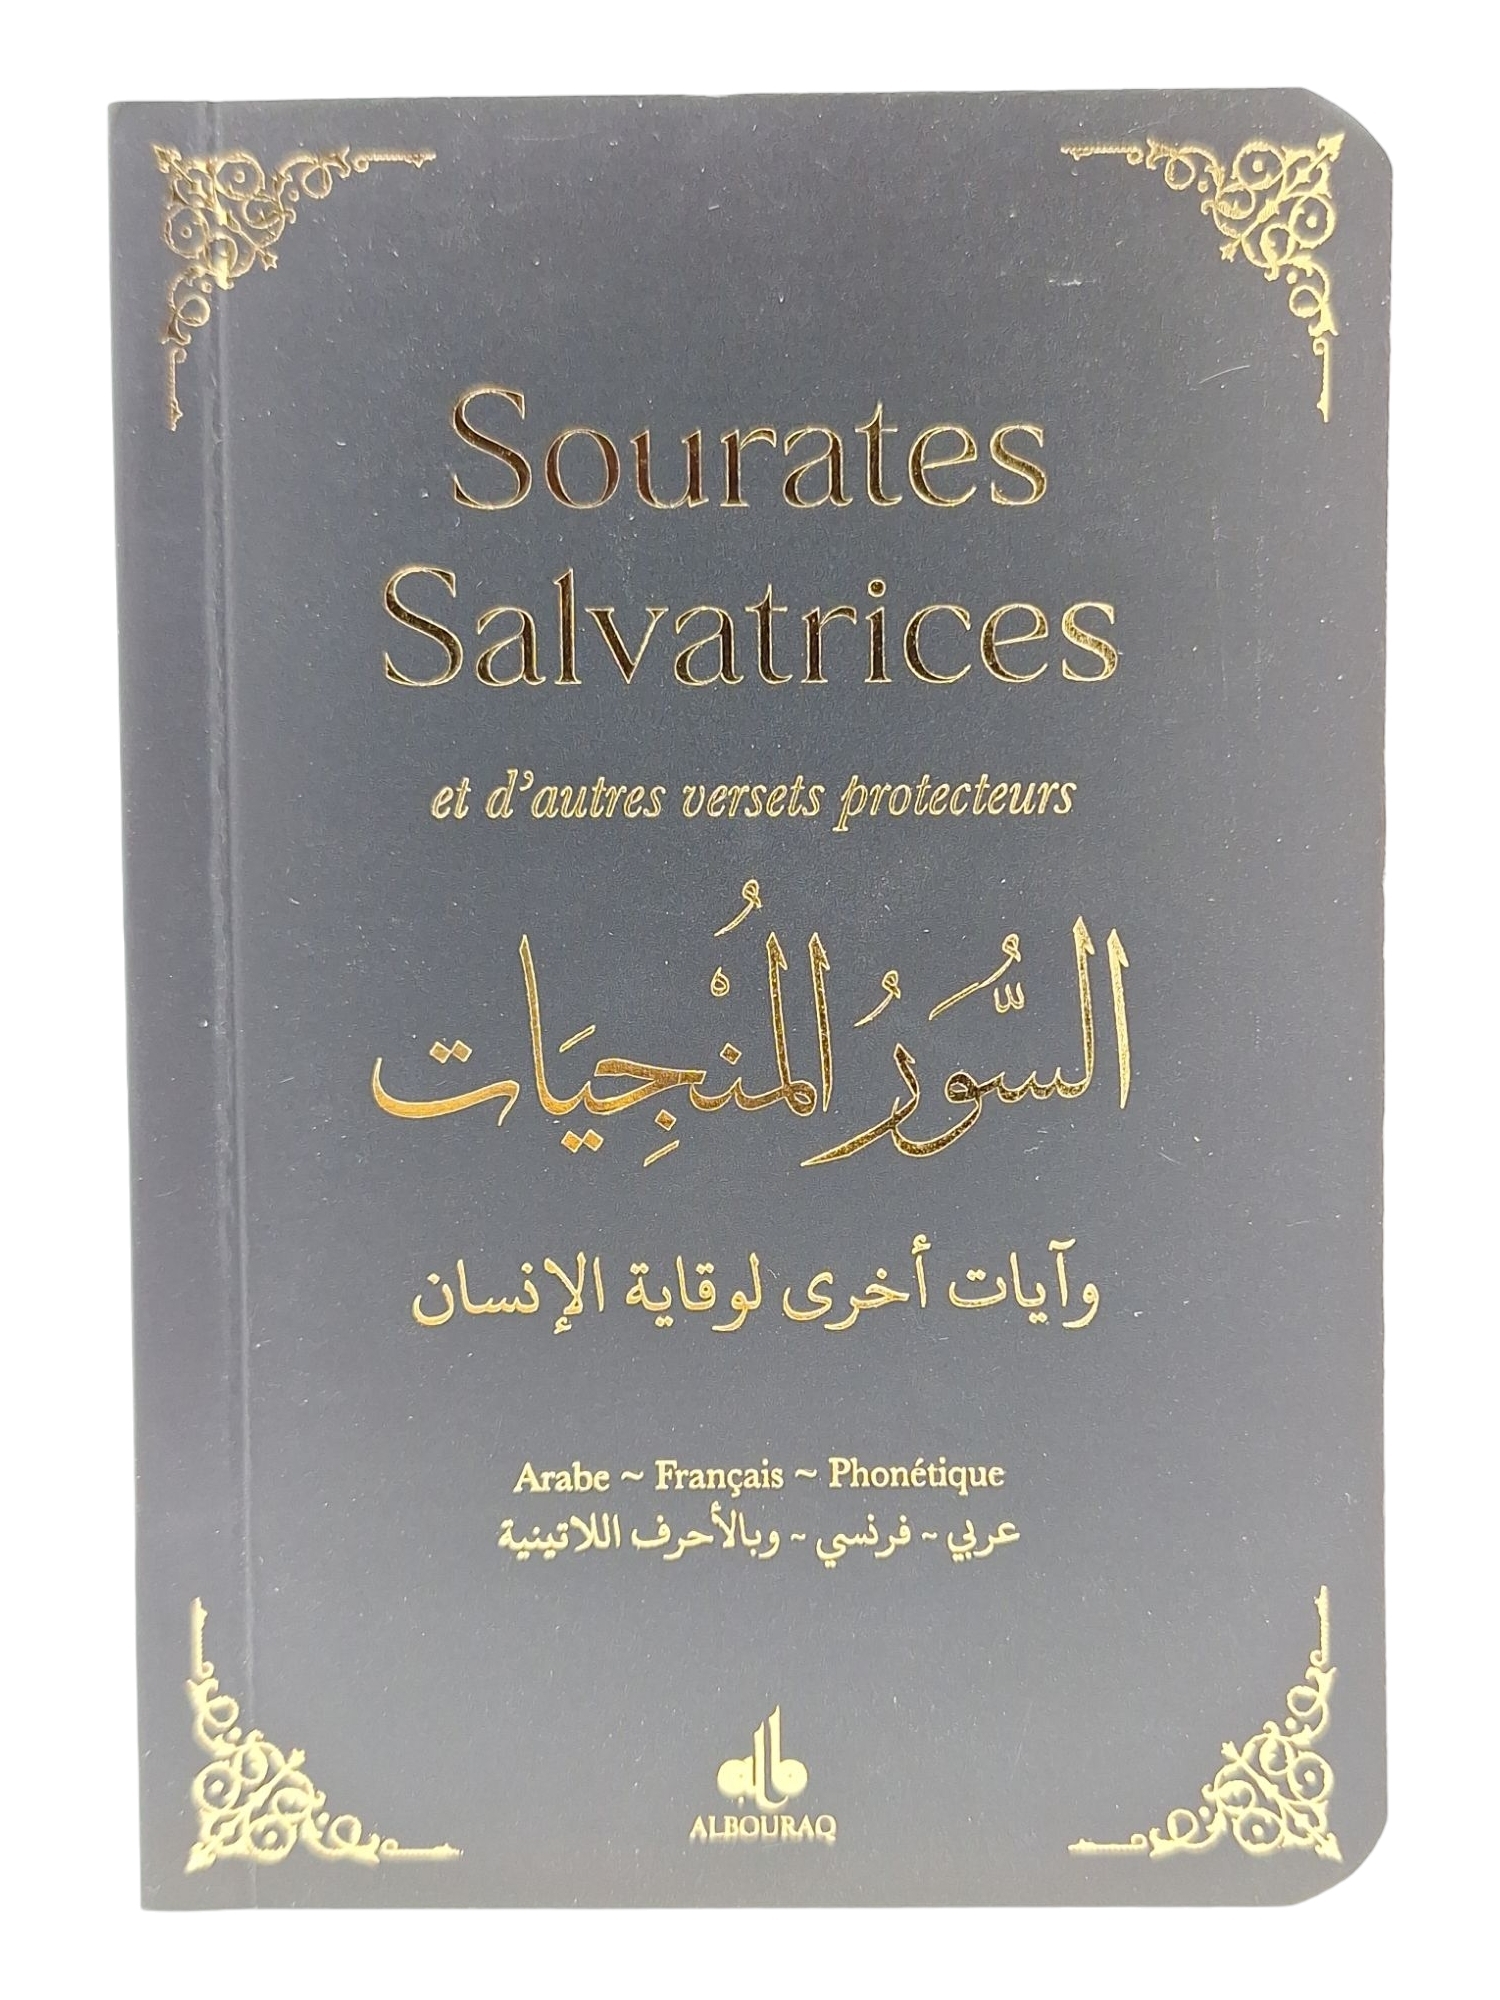 Sourates
Salvatrices
et d'autres versets protecteurs
السُّوَرُ المُنْجِيَات
وآيات أخرى لوقاية الإنسان
Arabe ~ Français ~ Phonétique
عربي ~ فرنسي ~ وبالأحرف اللاتينية
ALBOURAQ